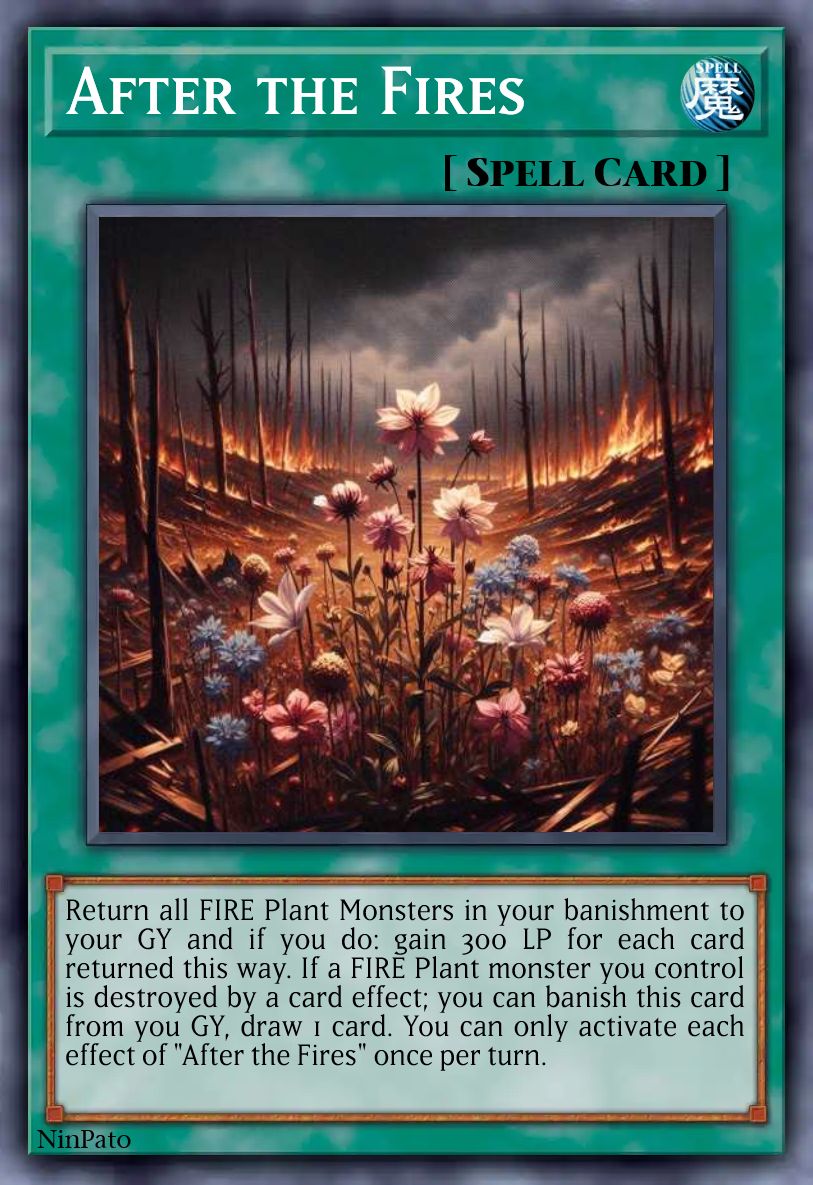 After the Fires
SPELL
魔
[ Spell Card ]
Return all FIRE Plant Monsters in your banishment to
your GY and if you do: gain 300 LP for each card
returned this way. If a FIRE Plant monster you control
is destroyed by a card effect; you can banish this card
from you GY, draw 1 card. You can only activate each
effect of "After the Fires" once per turn.
NinPato